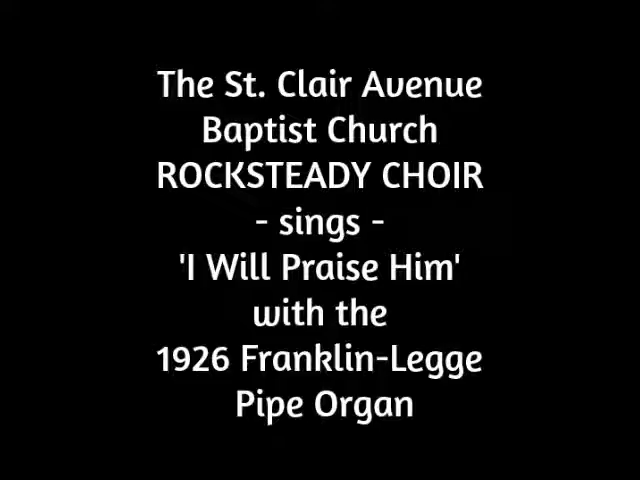 The St. Clair Avenue
Baptist Church
ROCKSTEADY CHOIR
- sings -
'I Will Praise Him'
with the
1926 Franklin-Legge
Pipe Organ